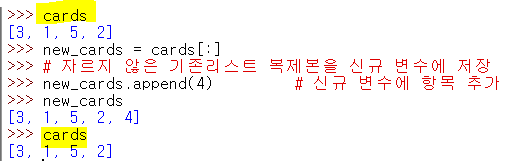 >>> cards
[3, 1, 5, 2]
>>> new_cards = cards[:]
>>> # 자르지 않은 기존리스트 복제본을 신규 변수에 저장
>>> new_cards.append(4)        # 신규 변수에 항목 추가
>>> new_cards
[3, 1, 5, 2, 4]
>>> cards
[3, 1, 5, 2]